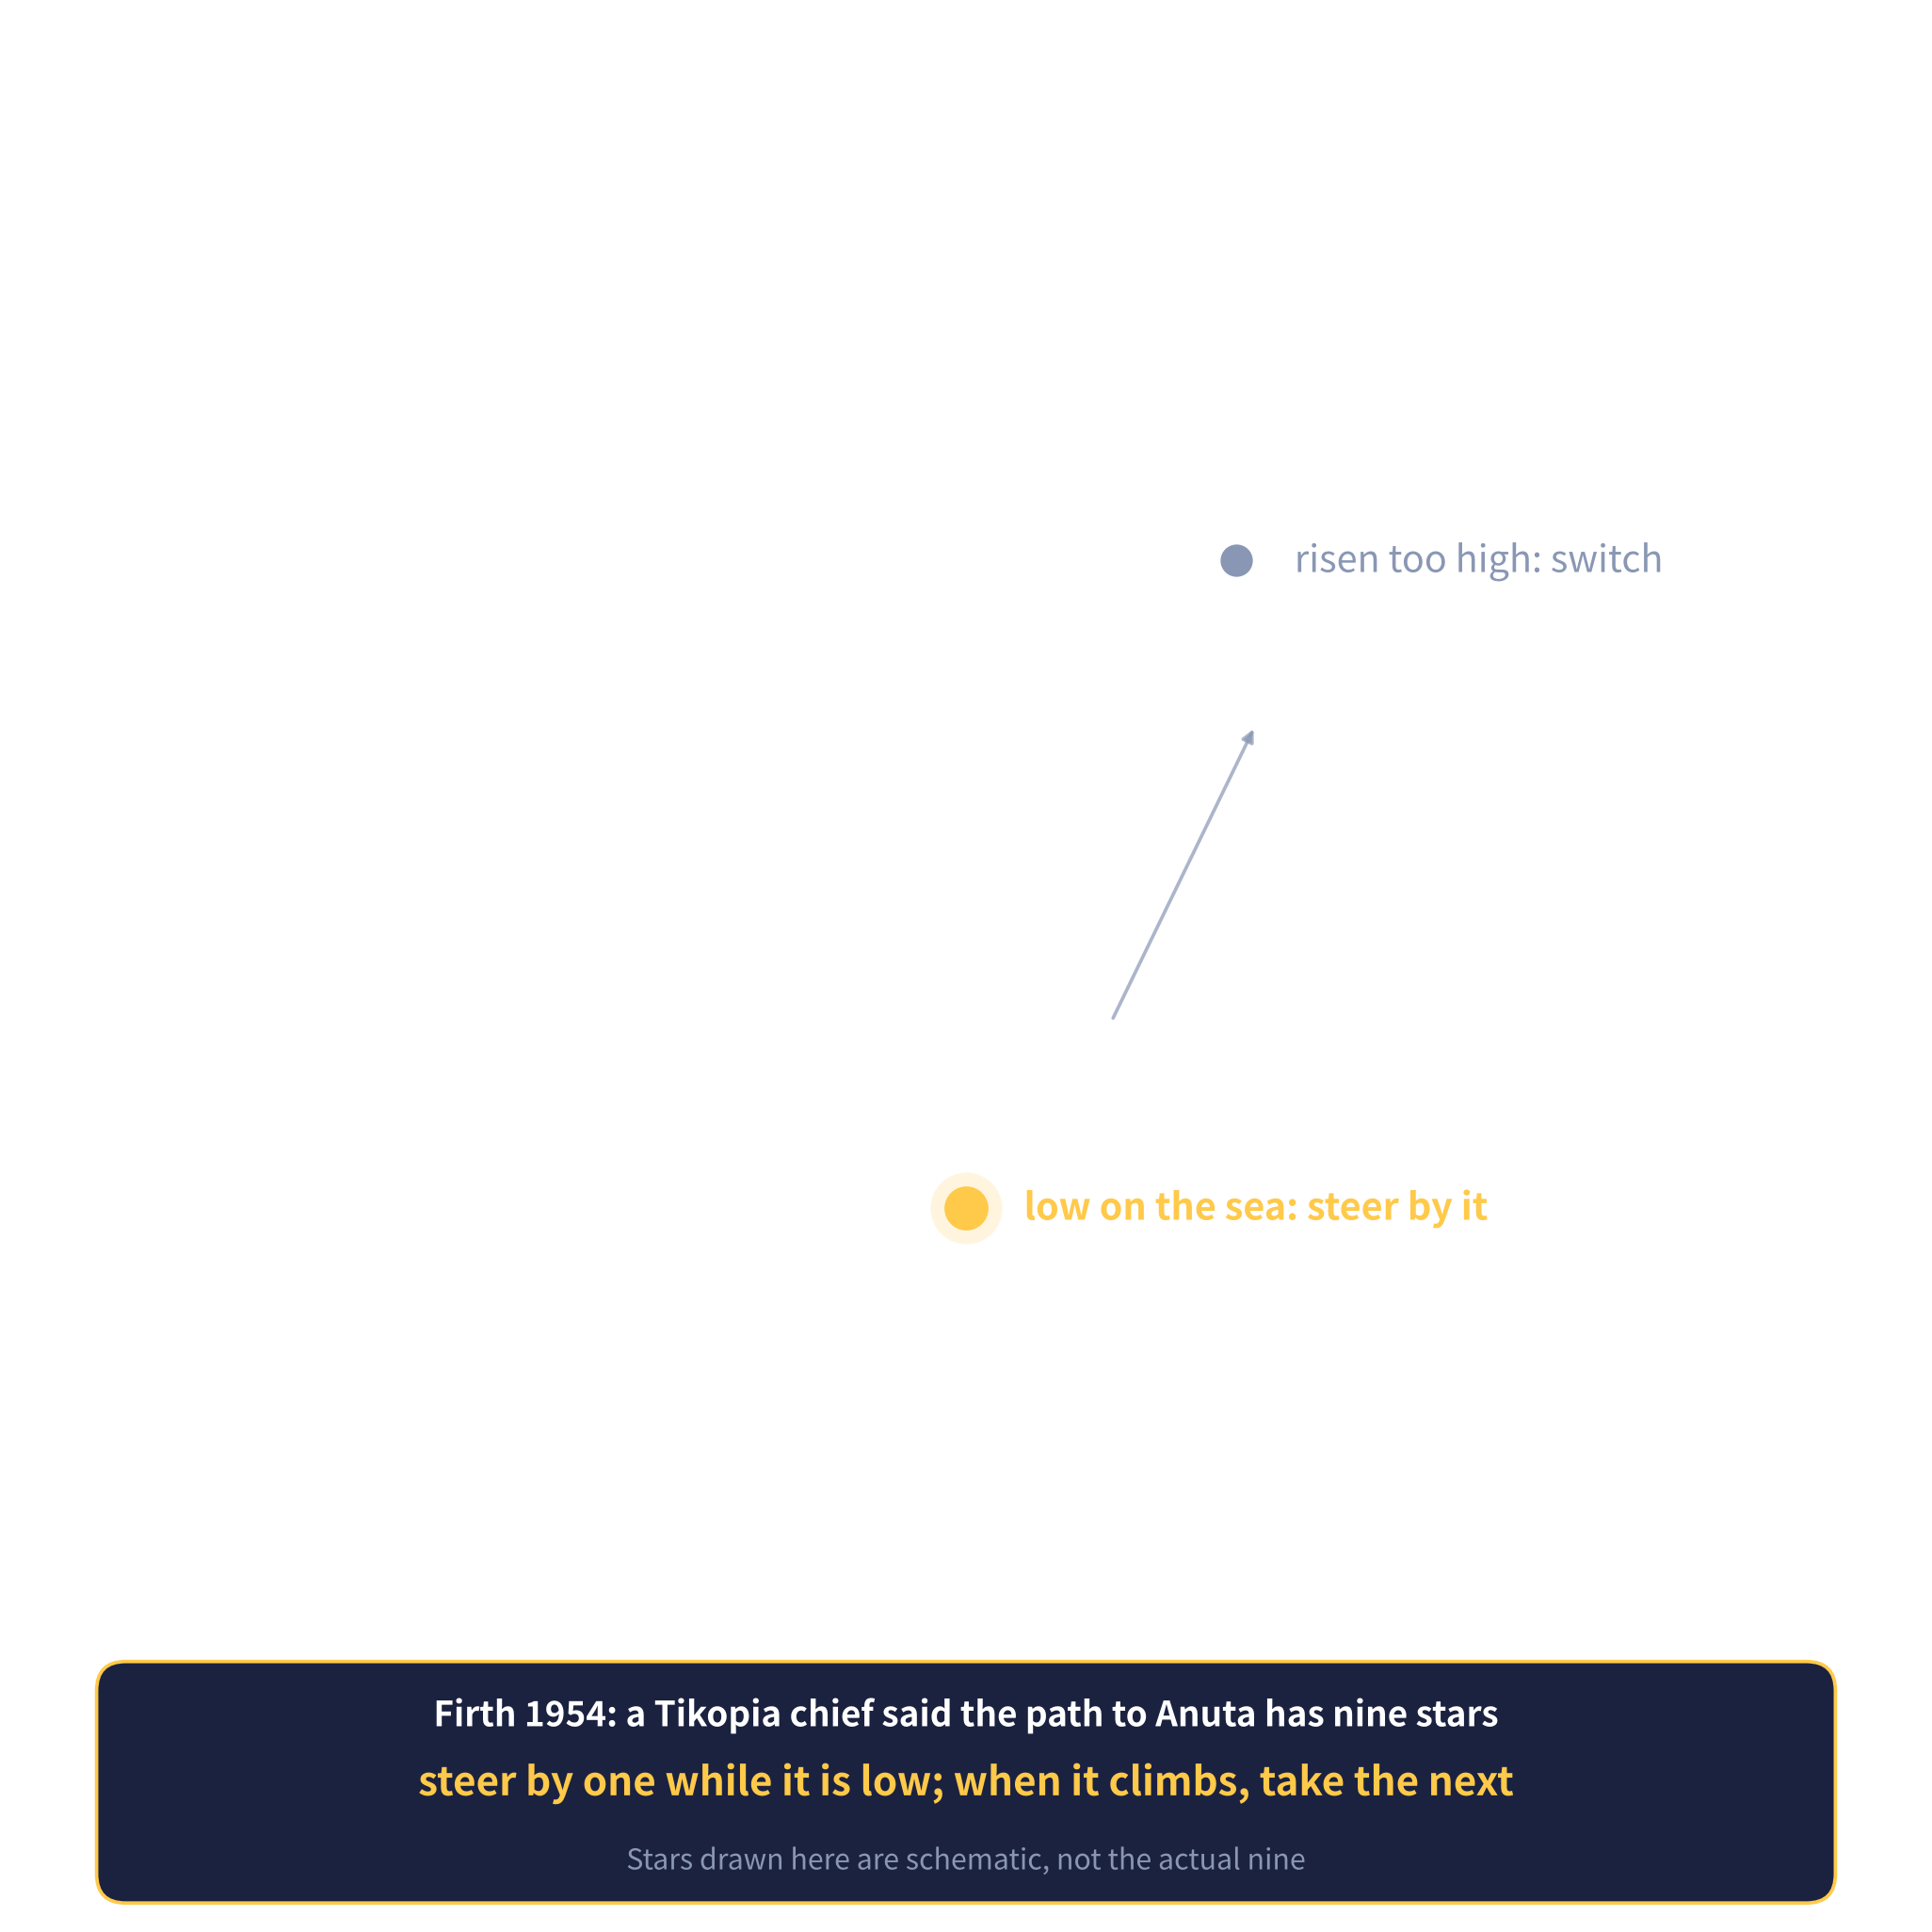 risen too high: switch
low on the sea: steer by it
Firth 1954: a Tikopia chief said the path to Anuta has nine stars
steer by one while it is low; when it climbs, take the next
Stars drawn here are schematic, not the actual nine